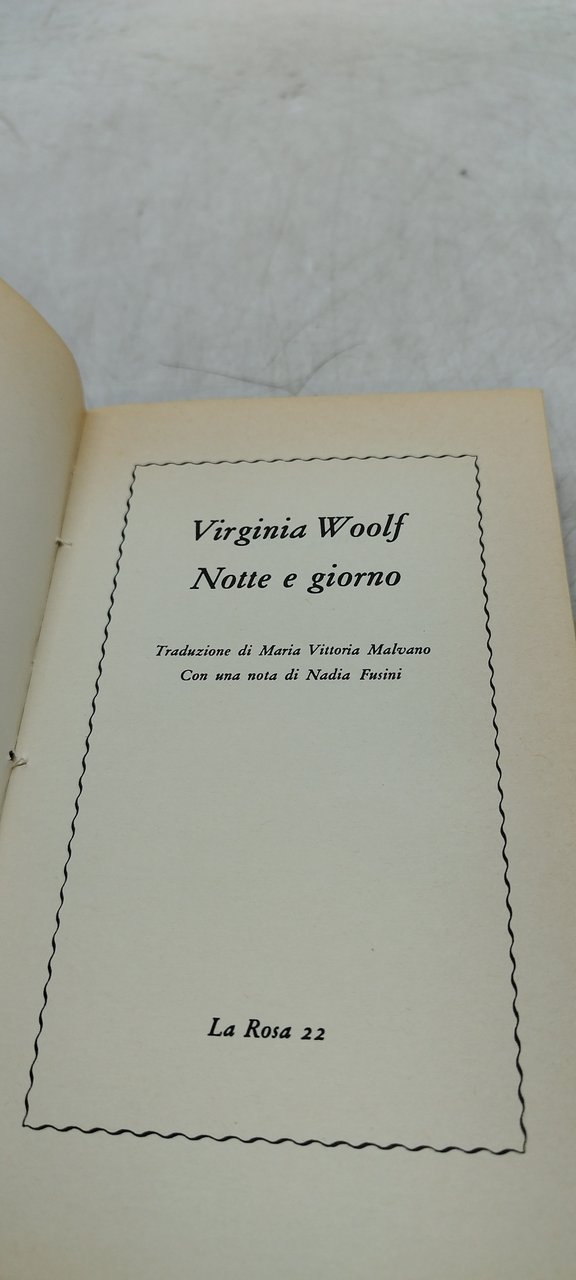 Virginia Woolf
Notte e giorno
Traduzione di Maria Vittoria Malvano
Con una nota di Nadia Fusini
La Rosa 22